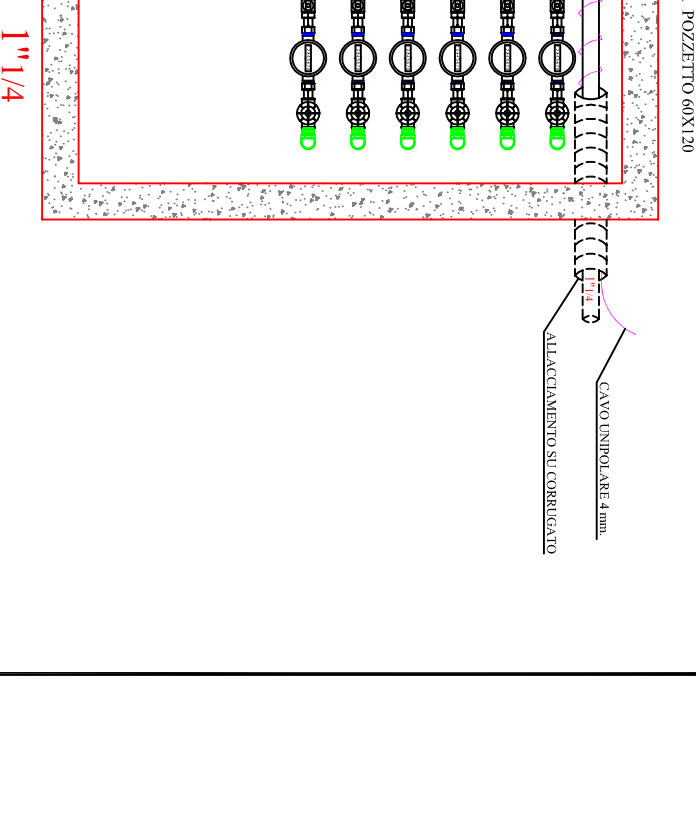 POZZETTO 60X120
1"1/4
1"1/4
CAVO UNIPOLARE 4 mm.
ALLACCIAMENTO SU CORRUGATO